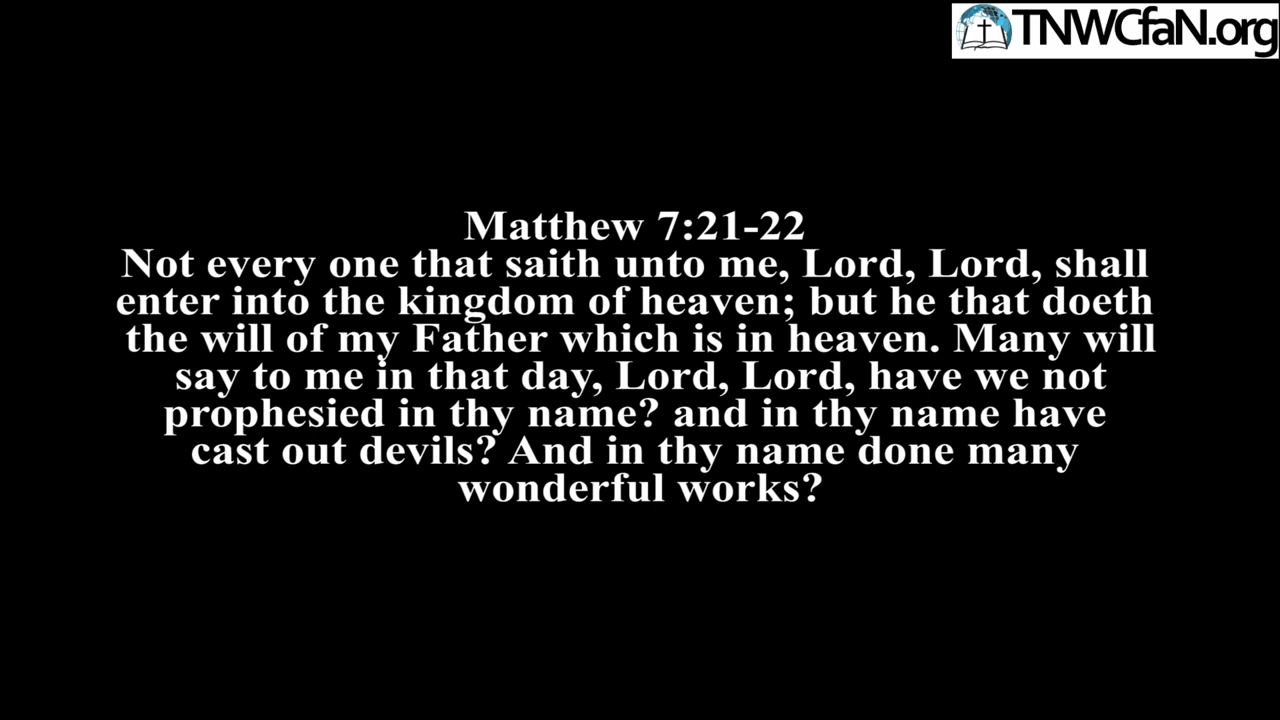 TNWCfaN.org
Matthew 7:21-22
Not every one that saith unto me, Lord, Lord, shall
enter into the kingdom of heaven; but he that doeth
the will of my Father which is in heaven. Many will
say to me in that day, Lord, Lord, have we not
prophesied in thy name? and in thy name have
cast out devils? And in thy name done many
wonderful works?